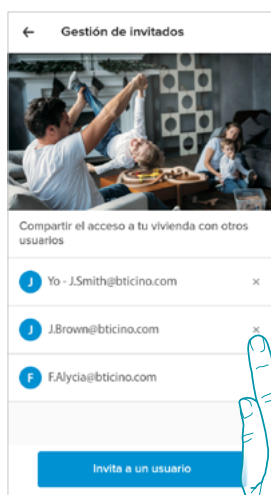 Gestión de invitados
Compartir el acceso a tu vivienda con otros
usuarios
J Yo - J.Smith@bticino.com ×
J J.Brown@bticino.com ×
F F.Alycia@bticino.com
Invita a un usuario